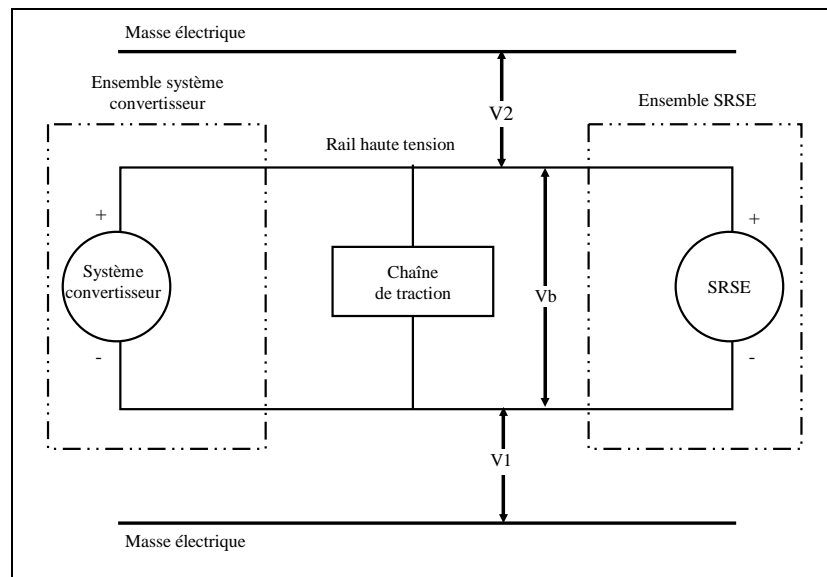 Masse électrique
Ensemble système
convertisseur
V2
Ensemble SRSE
Rail haute tension
+
+
Système
convertisseur
Chaîne
de traction
Vb
SRSE
-
-
V1
Masse électrique